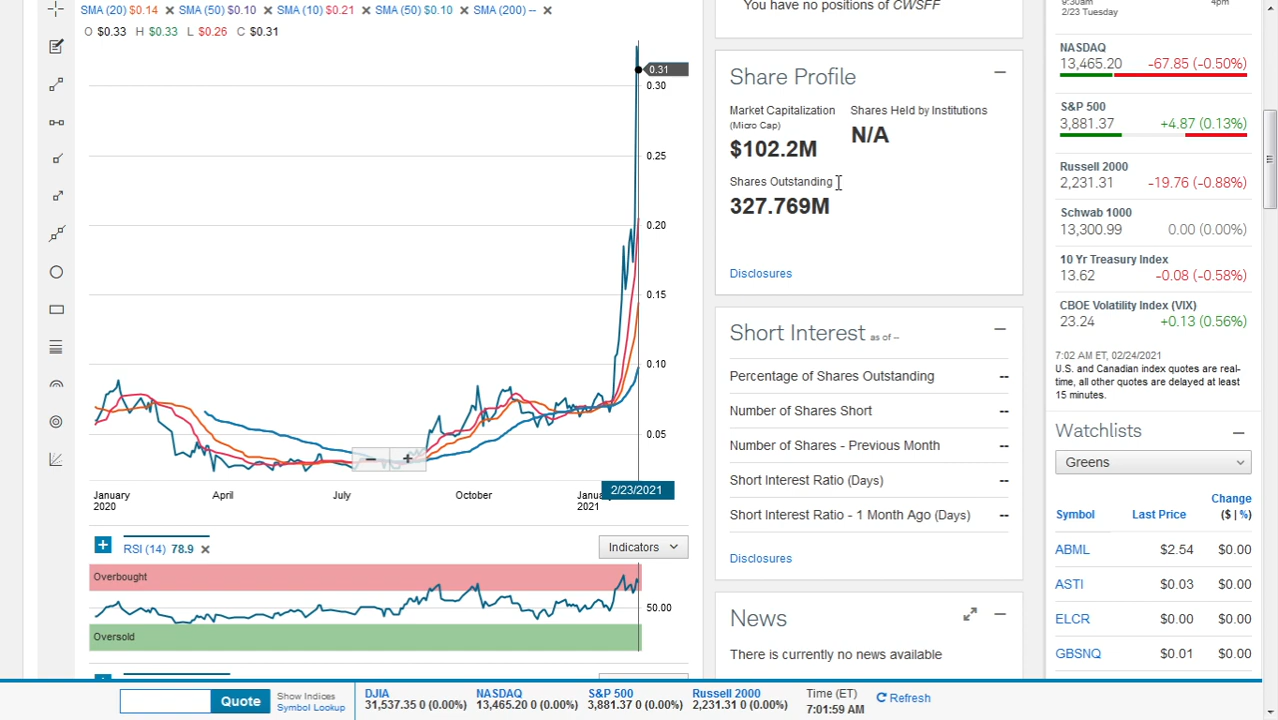 SMA (20) $0.14 ✕ SMA (50) $0.10 ✕ SMA (10) $0.21 ✕ SMA (50) $0.10 ✕ SMA (200) -- ✕
O $0.33 H $0.33 L $0.26 C $0.31
0.31
0.30
0.25
0.20
0.15
0.10
0.05
− +
January 2020
April
July
October
Janua
2021
2/23/2021
RSI (14) 78.9 ✕
Indicators
Overbought
50.00
Oversold
You have no positions of CWSFF
Share Profile
Market Capitalization
(Micro Cap)
$102.2M
Shares Held by Institutions
N/A
Shares Outstanding
327.769M
Disclosures
Short Interest as of –
Percentage of Shares Outstanding --
Number of Shares Short --
Number of Shares - Previous Month --
Short Interest Ratio (Days) --
Short Interest Ratio - 1 Month Ago (Days) --
Disclosures
News
There is currently no news available
9:30am 4pm
2/23 Tuesday
NASDAQ
13,465.20 -67.85 (-0.50%)
S&P 500
3,881.37 +4.87 (0.13%)
Russell 2000
2,231.31 -19.76 (-0.88%)
Schwab 1000
13,300.99 0.00 (0.00%)
10 Yr Treasury Index
13.62 -0.08 (-0.58%)
CBOE Volatility Index (VIX)
23.24 +0.13 (0.56%)
7:02 AM ET, 02/24/2021
U.S. and Canadian index quotes are real-
time, all other quotes are delayed at least
15 minutes.
Watchlists
Greens
Symbol Last Price Change
($ | %)
ABML $2.54 $0.00
ASTI $0.03 $0.00
ELCR $0.00 $0.00
GBSNQ $0.01 $0.00
Quote
Show Indices
Symbol Lookup
DJIA
31,537.35 0 (0.00%)
NASDAQ
13,465.20 0 (0.00%)
S&P 500
3,881.37 0 (0.00%)
Russell 2000
2,231.31 0 (0.00%)
Time (ET)
7:01:59 AM
Refresh